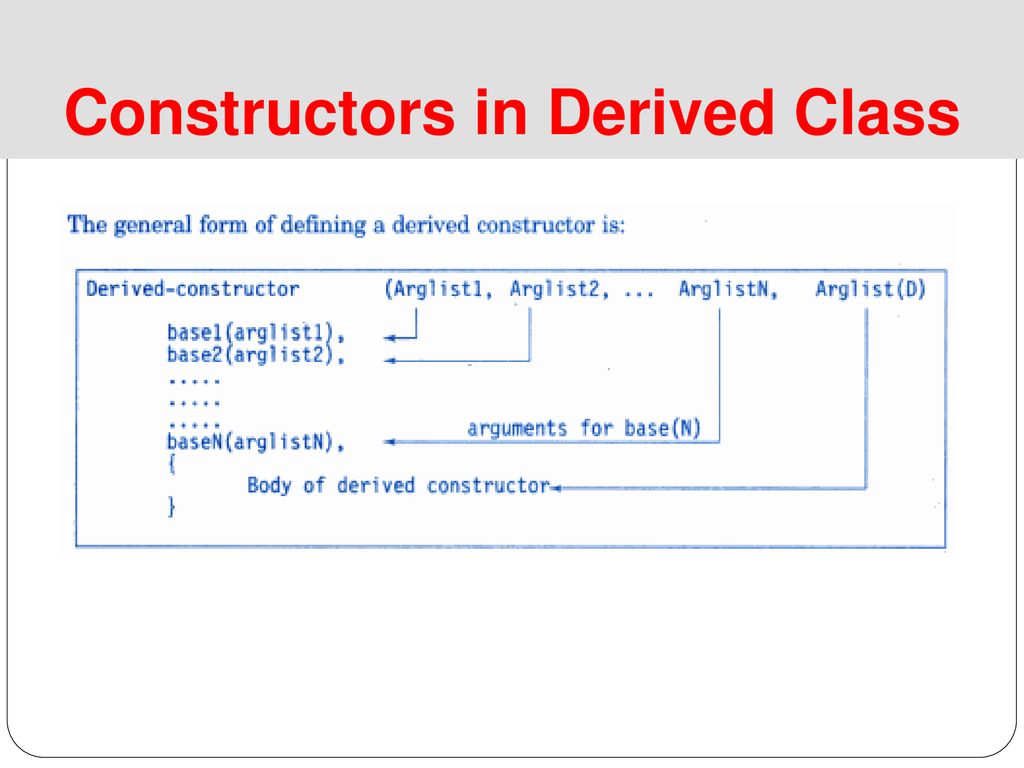 Constructors in Derived Class
The general form of defining a derived constructor is:
Derived-constructor (Arglist1, Arglist2, ... ArglistN, Arglist(D)
base1(arglist1),
base2(arglist2),
.....
.....
.....
arguments for base(N)
baseN(arglistN),
{
Body of derived constructor
}